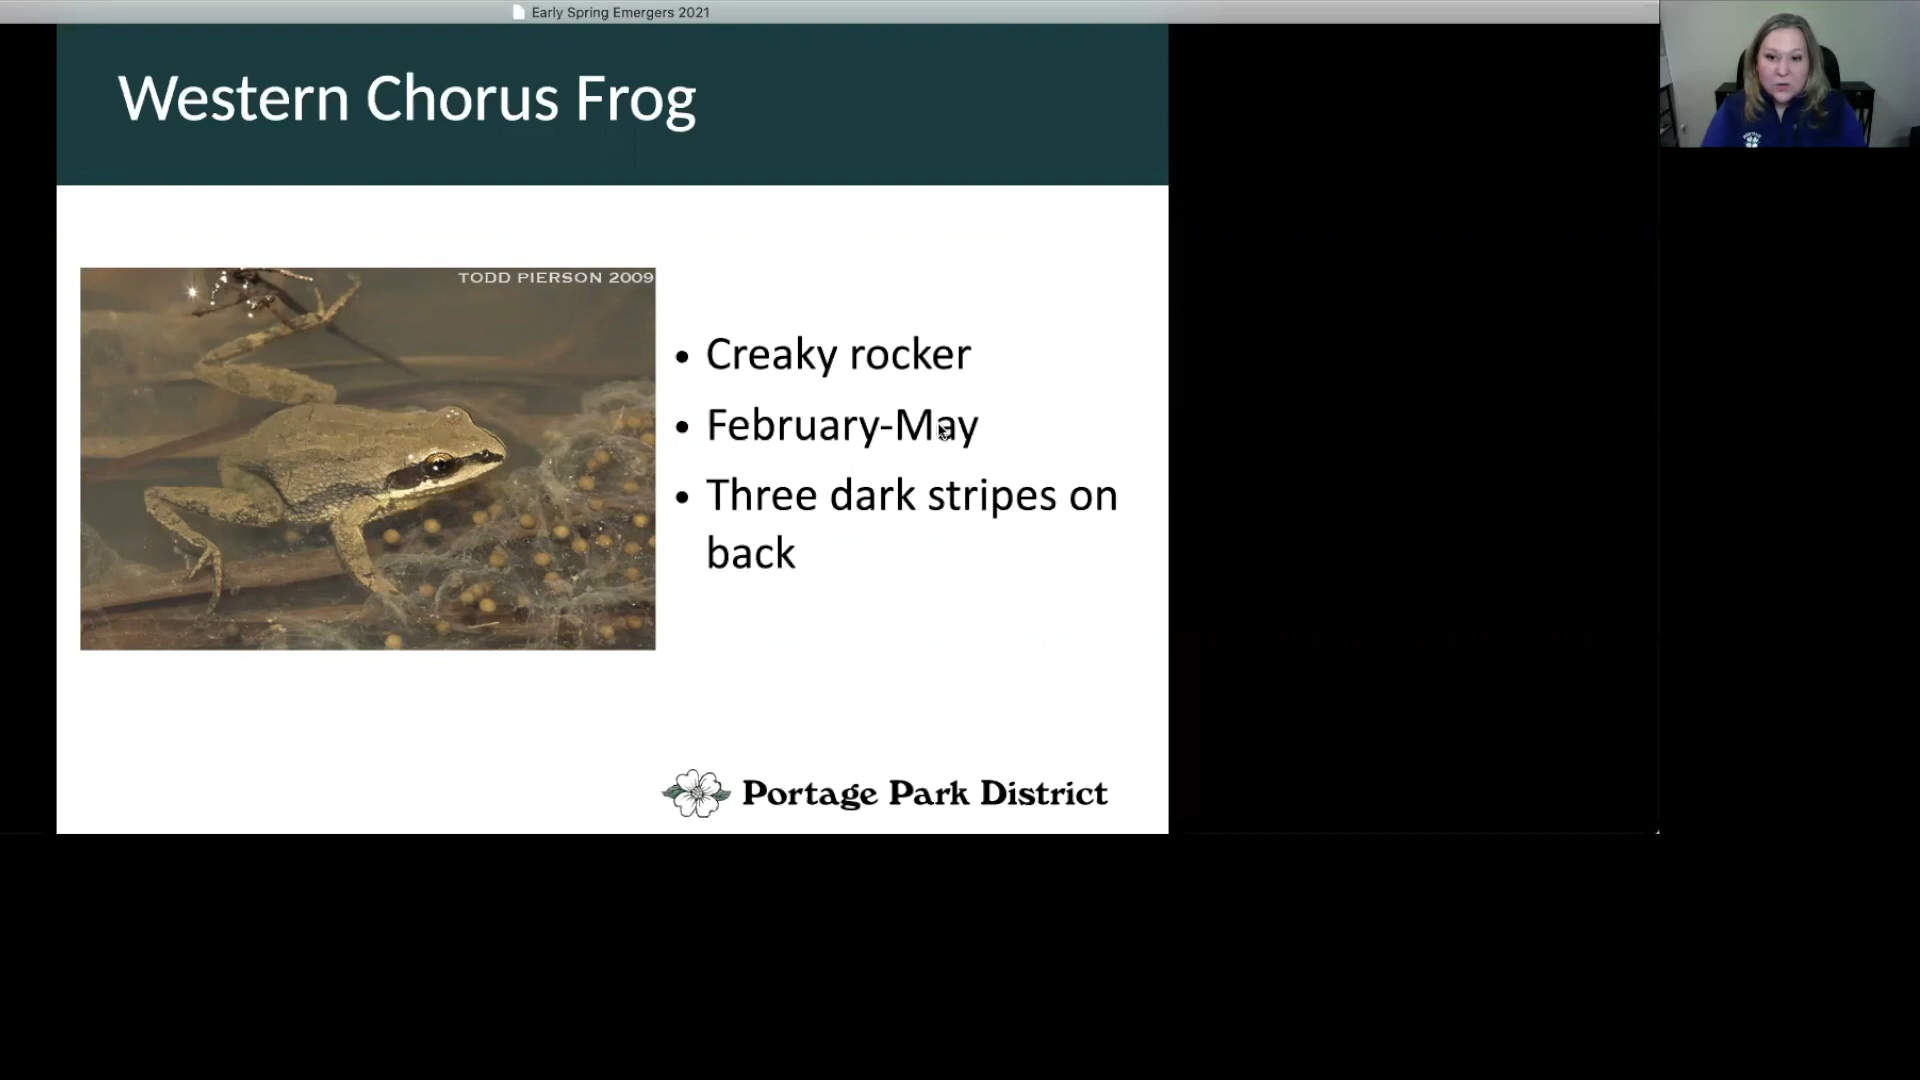 Early Spring Emergers 2021
Western Chorus Frog
TODD PIERSON 2009
• Creaky rocker
• February-May
• Three dark stripes on
back
Portage Park District